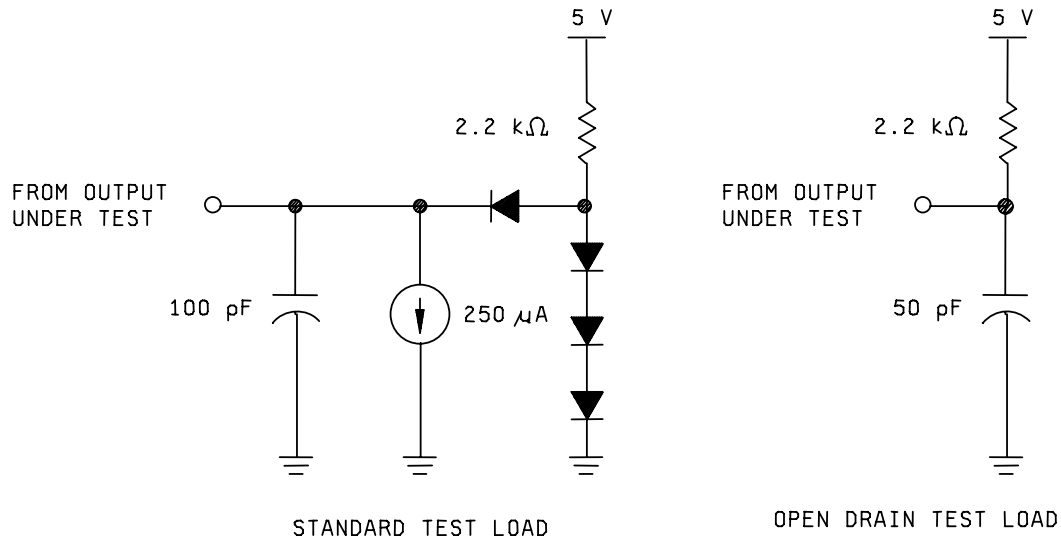 5 V
2.2 kΩ
FROM OUTPUT
UNDER TEST
100 pF
250 μA
STANDARD TEST LOAD
5 V
2.2 kΩ
FROM OUTPUT
UNDER TEST
50 pF
OPEN DRAIN TEST LOAD